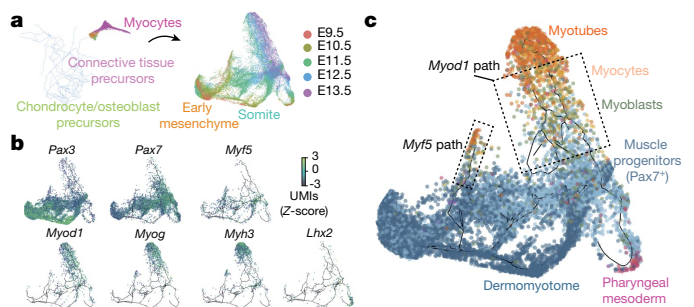 a
Myocytes
Connective tissue
precursors
Chondrocyte/osteoblast
precursors
Early
mesenchyme
Somite
E9.5
E10.5
E11.5
E12.5
E13.5
b
Pax3
Pax7
Myf5
3
0
-3
UMIs
(Z-score)
Myod1
Myog
Myh3
Lhx2
c
Myotubes
Myod1 path
Myocytes
Myoblasts
Myf5 path
Muscle
progenitors
(Pax7⁺)
Dermomyotome
Pharyngeal
mesoderm